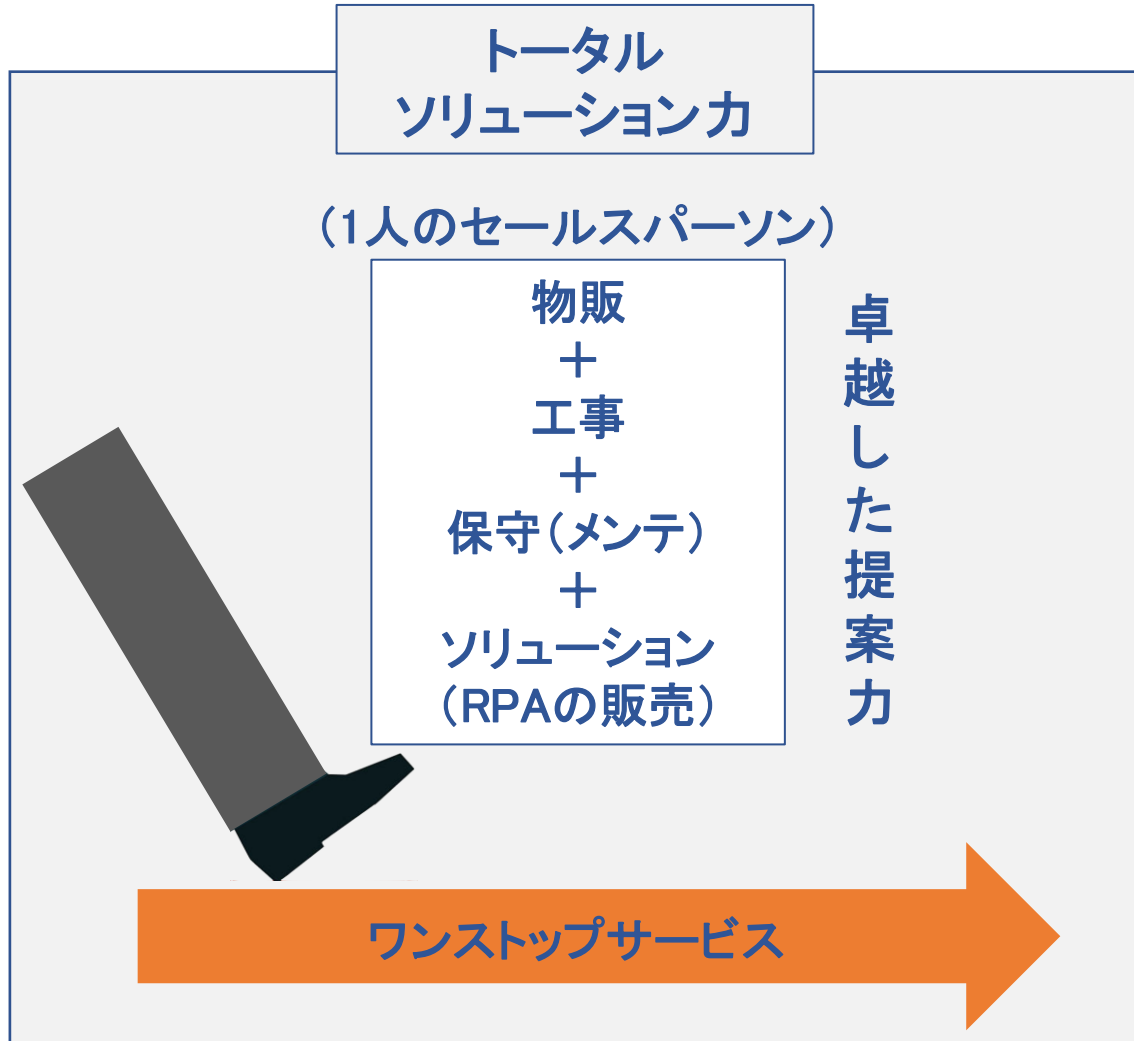 トータル
ソリューション力
（1人のセールスパーソン）
物販
＋
工事
＋
保守（メンテ）
＋
ソリューション
（RPAの販売）
卓越した提案力
ワンストップサービス